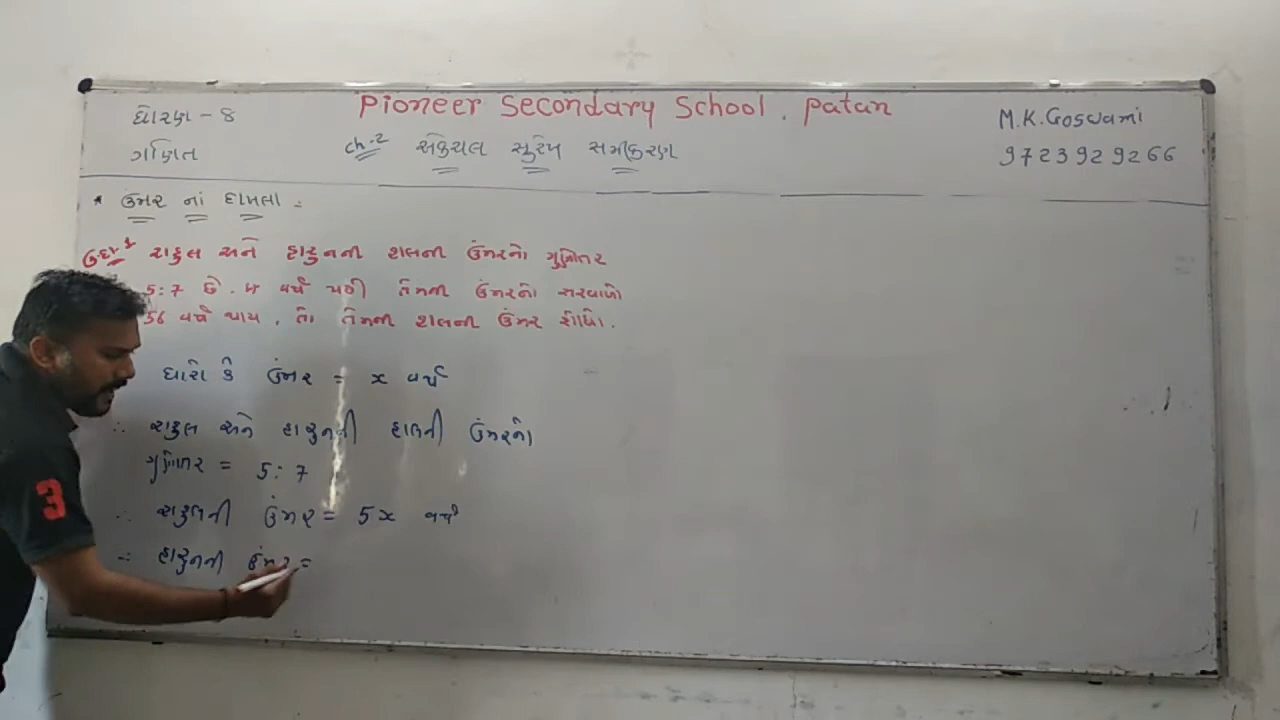 ધોરણ - 8
ગણિત
Pioneer Secondary School. Patan
ch.2 એકચલ સુરેખ સમીકરણ
M.K.Goswami
9723929266
* ઉંમર નાં દાખલા :
ઉદા 1 રાહુલ અને હારુનની હાલની ઉંમરનો ગુણોત્તર
5:7 છે. 4 વર્ષ પછી તેમની ઉંમરનો સરવાળો
56 વર્ષ થાય, તો તેમની હાલની ઉંમર શોધો.
ધારો કે ઉંમર = x વર્ષ
∴ રાહુલ અને હારુનની હાલની ઉંમરનો
ગુણોત્તર = 5:7
∴ રાહુલની ઉંમર = 5x વર્ષ
∴ હારુનની ઉંમર =
3